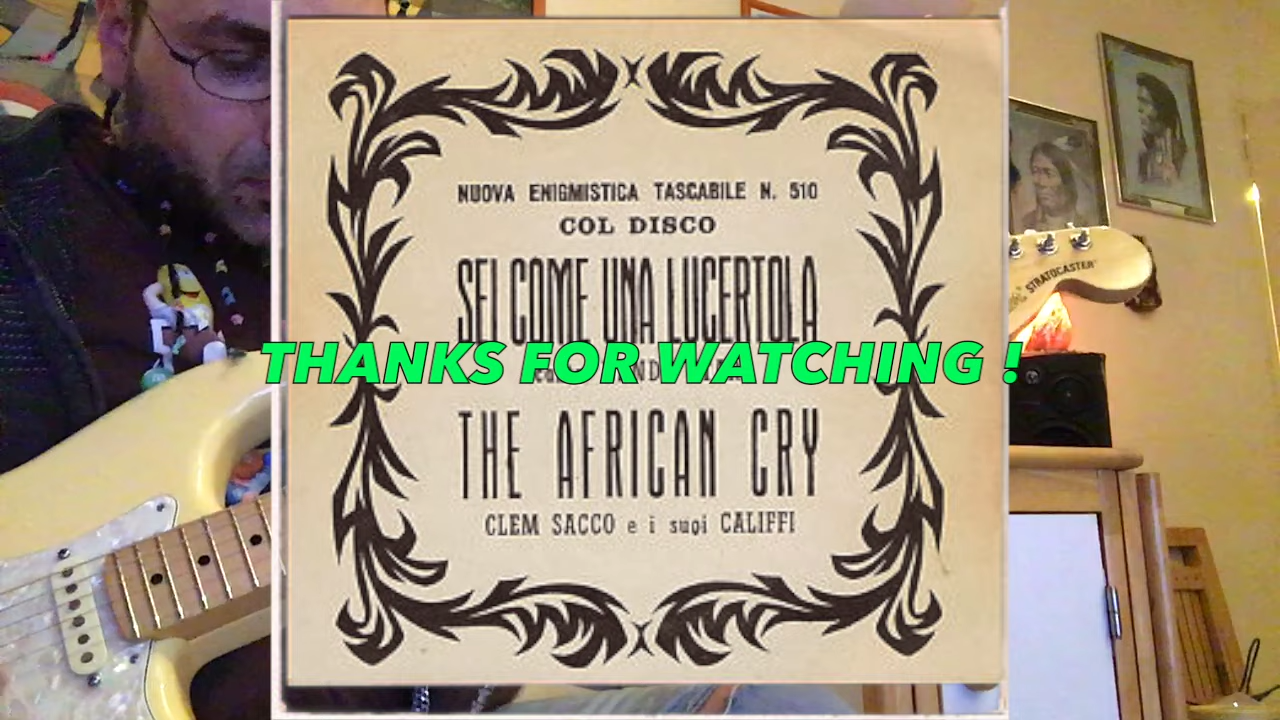 NUOVA ENIGMISTICA TASCABILE N. 510
COL DISCO
SEI COME UNA LUCERTOLA
THANKS FOR WATCHING !
THE AFRICAN CRY
CLEM SACCO e i suoi CALIFFI
STRATOCASTER